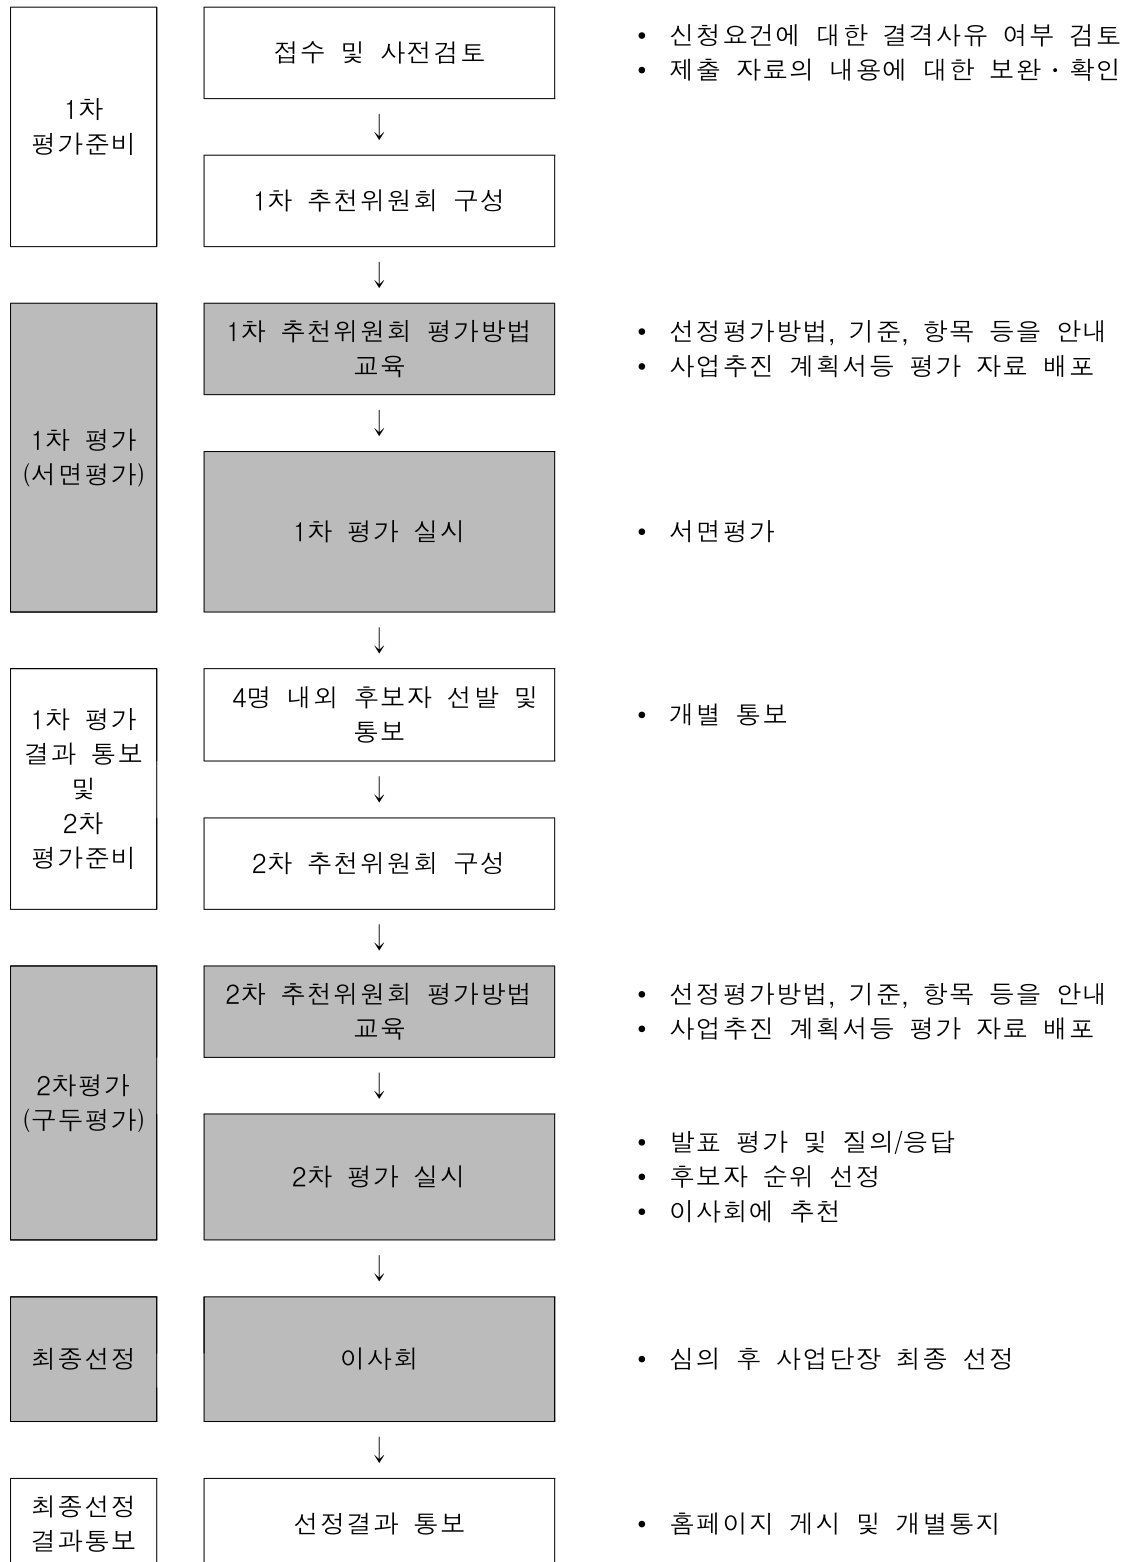 1차
평가준비
접수 및 사전검토
• 신청요건에 대한 결격사유 여부 검토
• 제출 자료의 내용에 대한 보완·확인
↓
1차 추천위원회 구성
↓
1차 평가
(서면평가)
1차 추천위원회 평가방법
교육
• 선정평가방법, 기준, 항목 등을 안내
• 사업추진 계획서등 평가 자료 배포
↓
1차 평가 실시
• 서면평가
↓
1차 평가
결과 통보
및
2차
평가준비
4명 내외 후보자 선발 및
통보
• 개별 통보
↓
2차 추천위원회 구성
↓
2차평가
(구두평가)
2차 추천위원회 평가방법
교육
• 선정평가방법, 기준, 항목 등을 안내
• 사업추진 계획서등 평가 자료 배포
↓
2차 평가 실시
• 발표 평가 및 질의/응답
• 후보자 순위 선정
• 이사회에 추천
↓
최종선정
이사회
• 심의 후 사업단장 최종 선정
↓
최종선정
결과통보
선정결과 통보
• 홈페이지 게시 및 개별통지